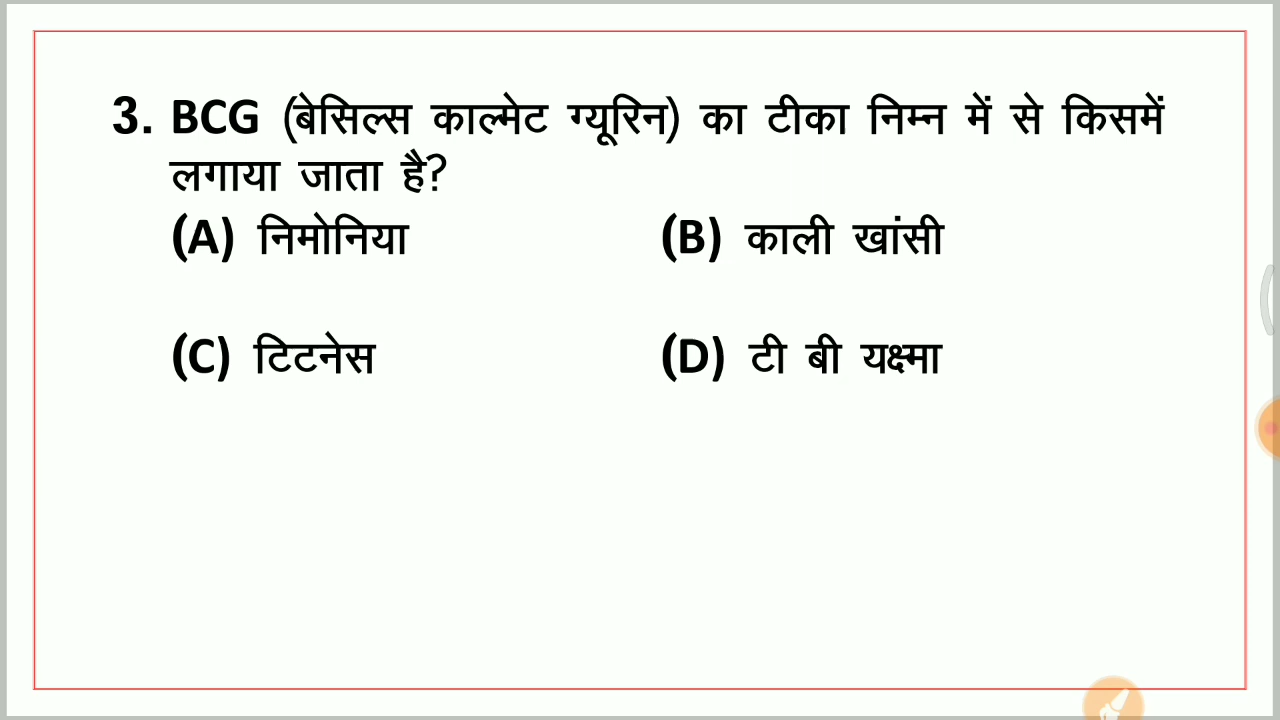 3. BCG (बेसिल्स काल्मेट ग्यूरिन) का टीका निम्न में से किसमें
लगाया जाता है?
(A) निमोनिया (B) काली खांसी
(C) टिटनेस (D) टी बी यक्ष्मा